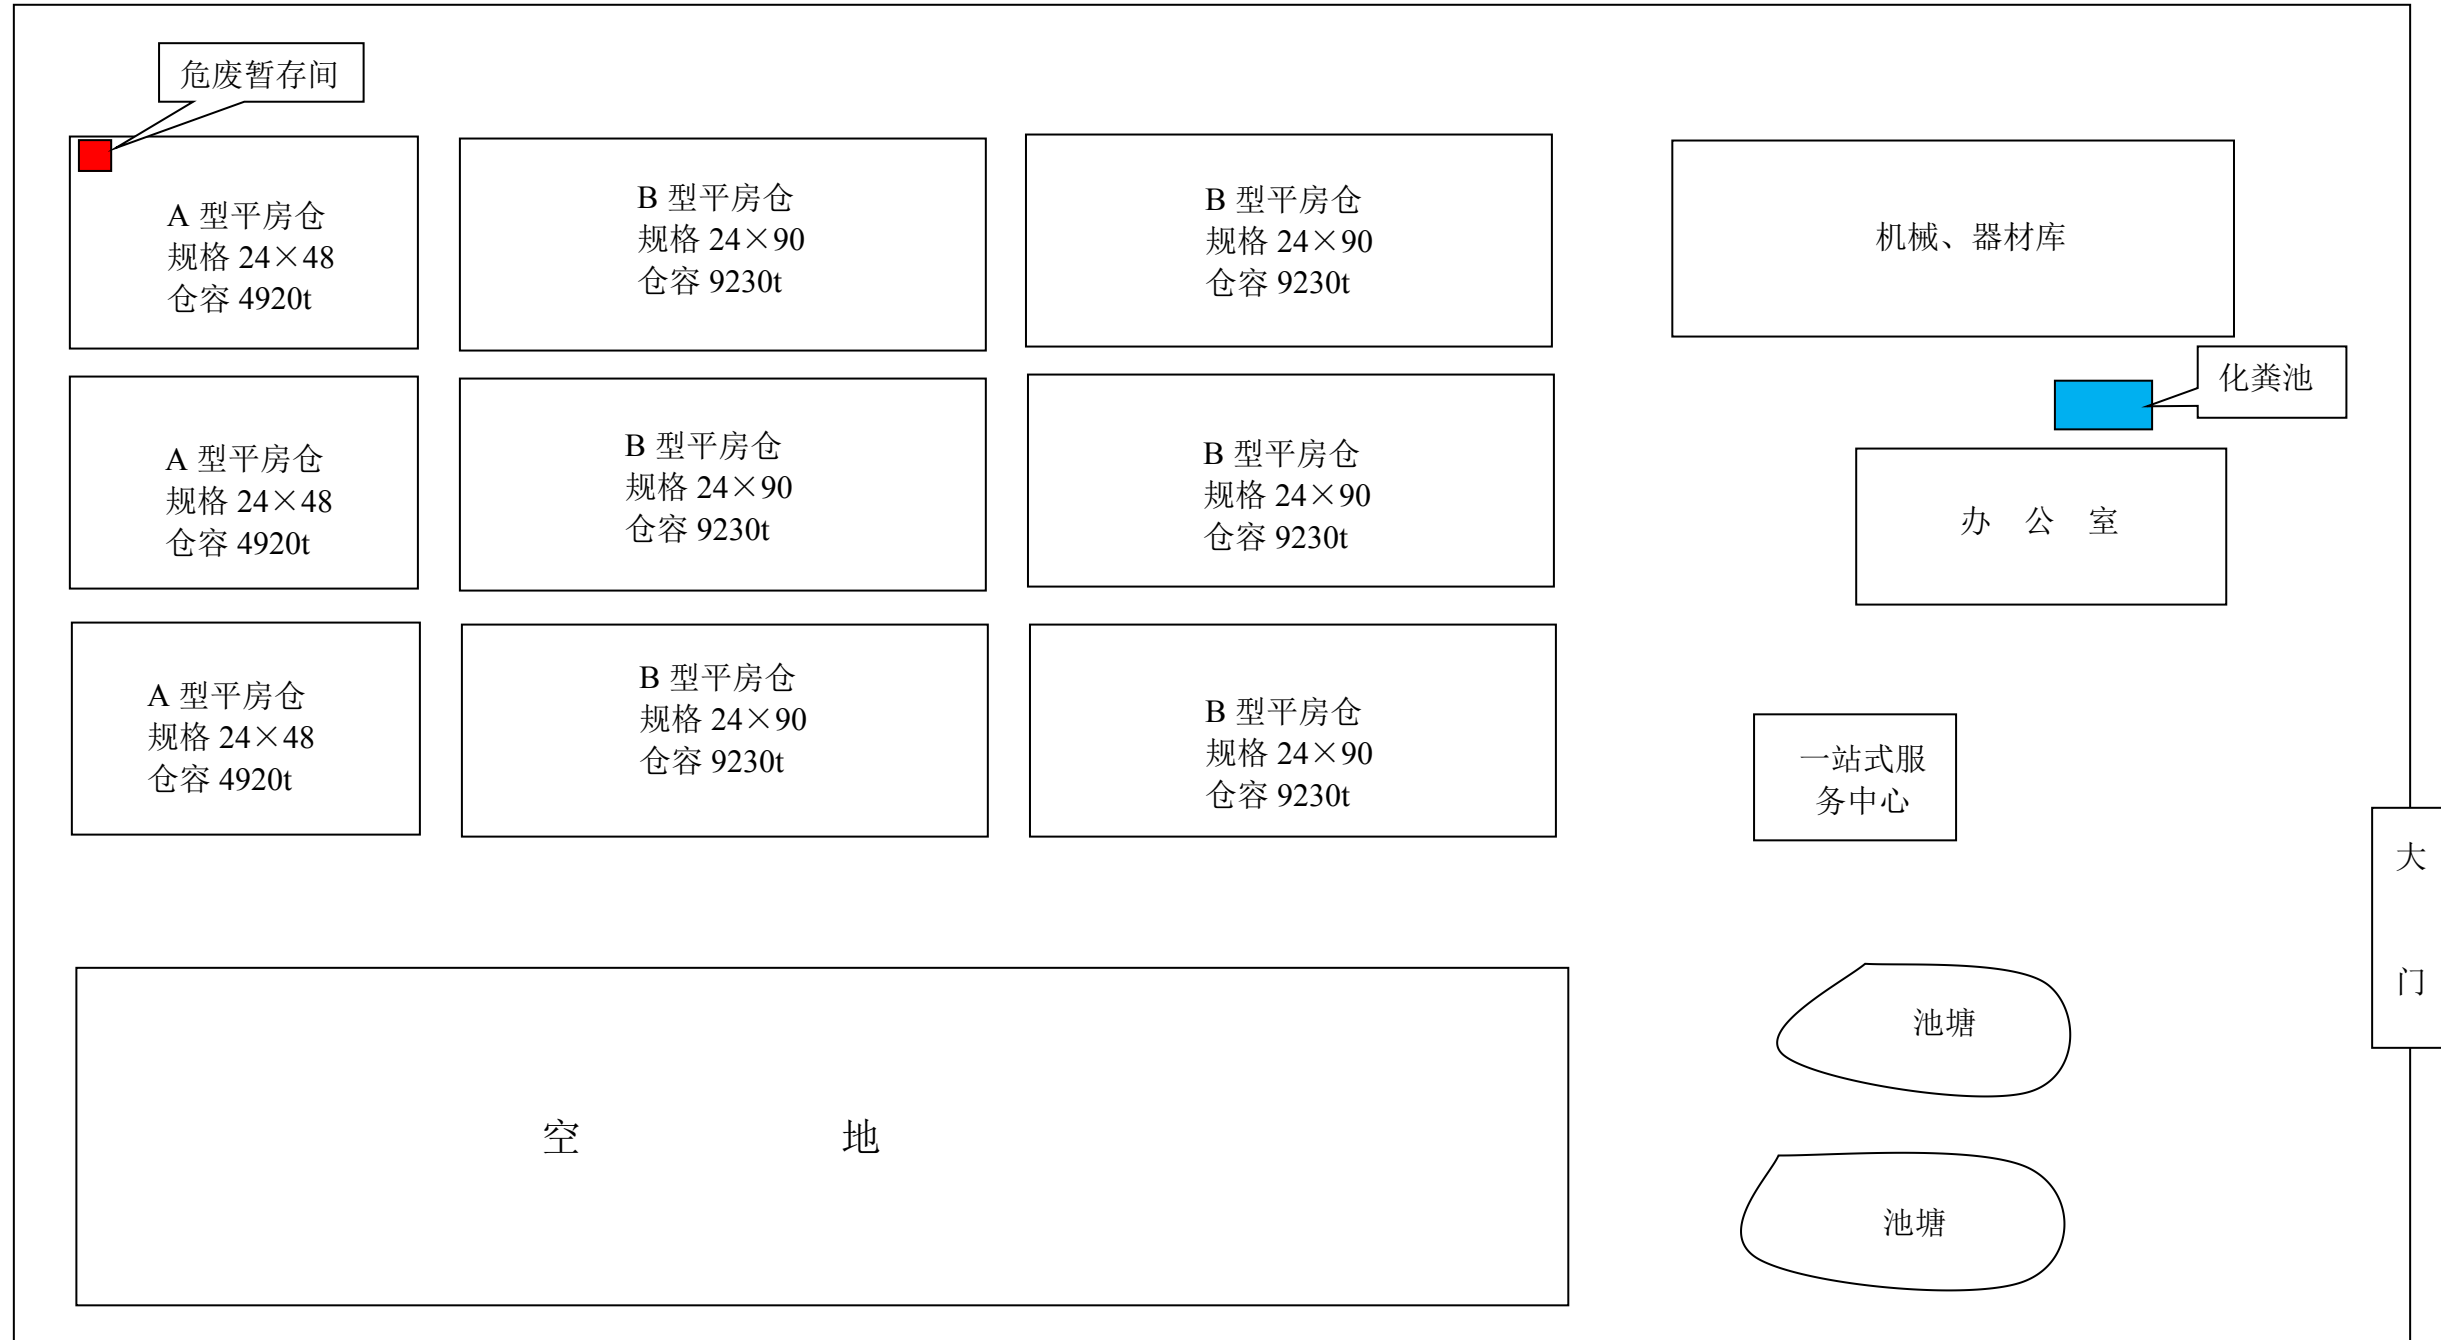 危废暂存间
A 型平房仓
规格 24×48
仓容 4920t
B 型平房仓
规格 24×90
仓容 9230t
B 型平房仓
规格 24×90
仓容 9230t
机械、器材库
化粪池
A 型平房仓
规格 24×48
仓容 4920t
B 型平房仓
规格 24×90
仓容 9230t
B 型平房仓
规格 24×90
仓容 9230t
办 公 室
A 型平房仓
规格 24×48
仓容 4920t
B 型平房仓
规格 24×90
仓容 9230t
B 型平房仓
规格 24×90
仓容 9230t
一站式服
务中心
大
门
空 地
池塘
池塘